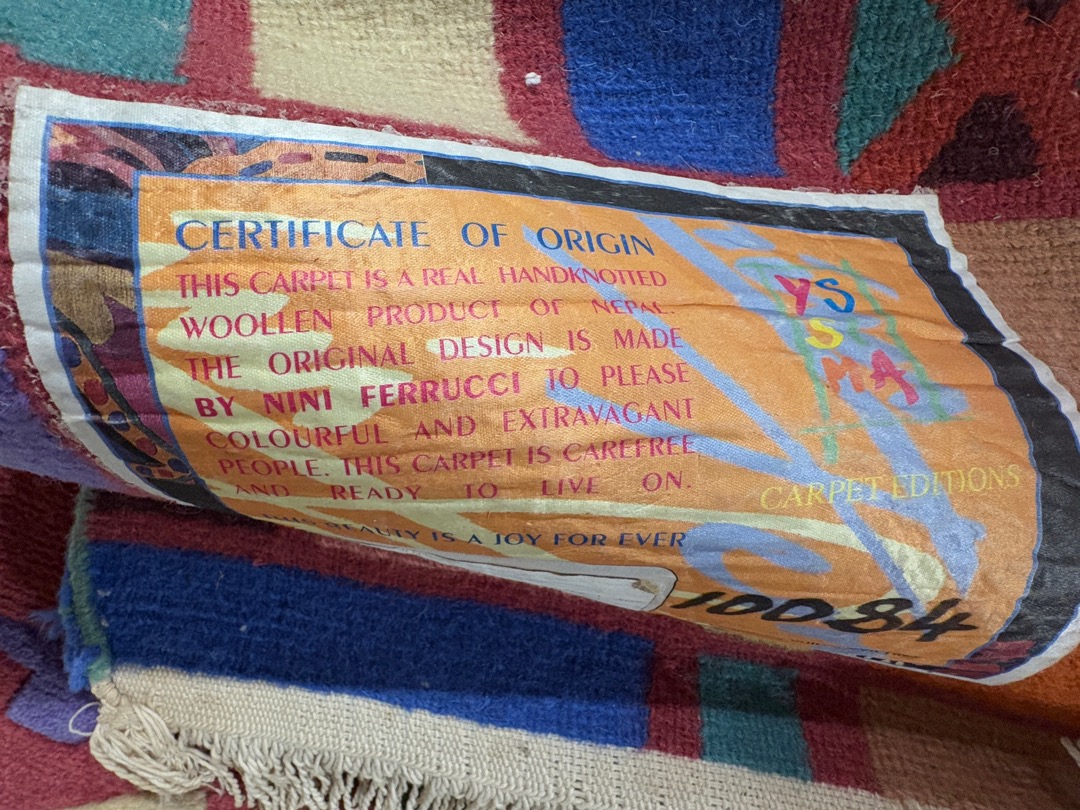 CERTIFICATE OF ORIGIN
THIS CARPET IS A REAL HANDKNOTTED
WOOLLEN PRODUCT OF NEPAL.
THE ORIGINAL DESIGN IS MADE
BY NINI FERRUCCI TO PLEASE
COLOURFUL AND EXTRAVAGANT
PEOPLE. THIS CARPET IS CAREFREE
AND READY TO LIVE ON.
BEAUTY IS A JOY FOR EVER
YS
S
MA
CARPET EDITIONS
10084